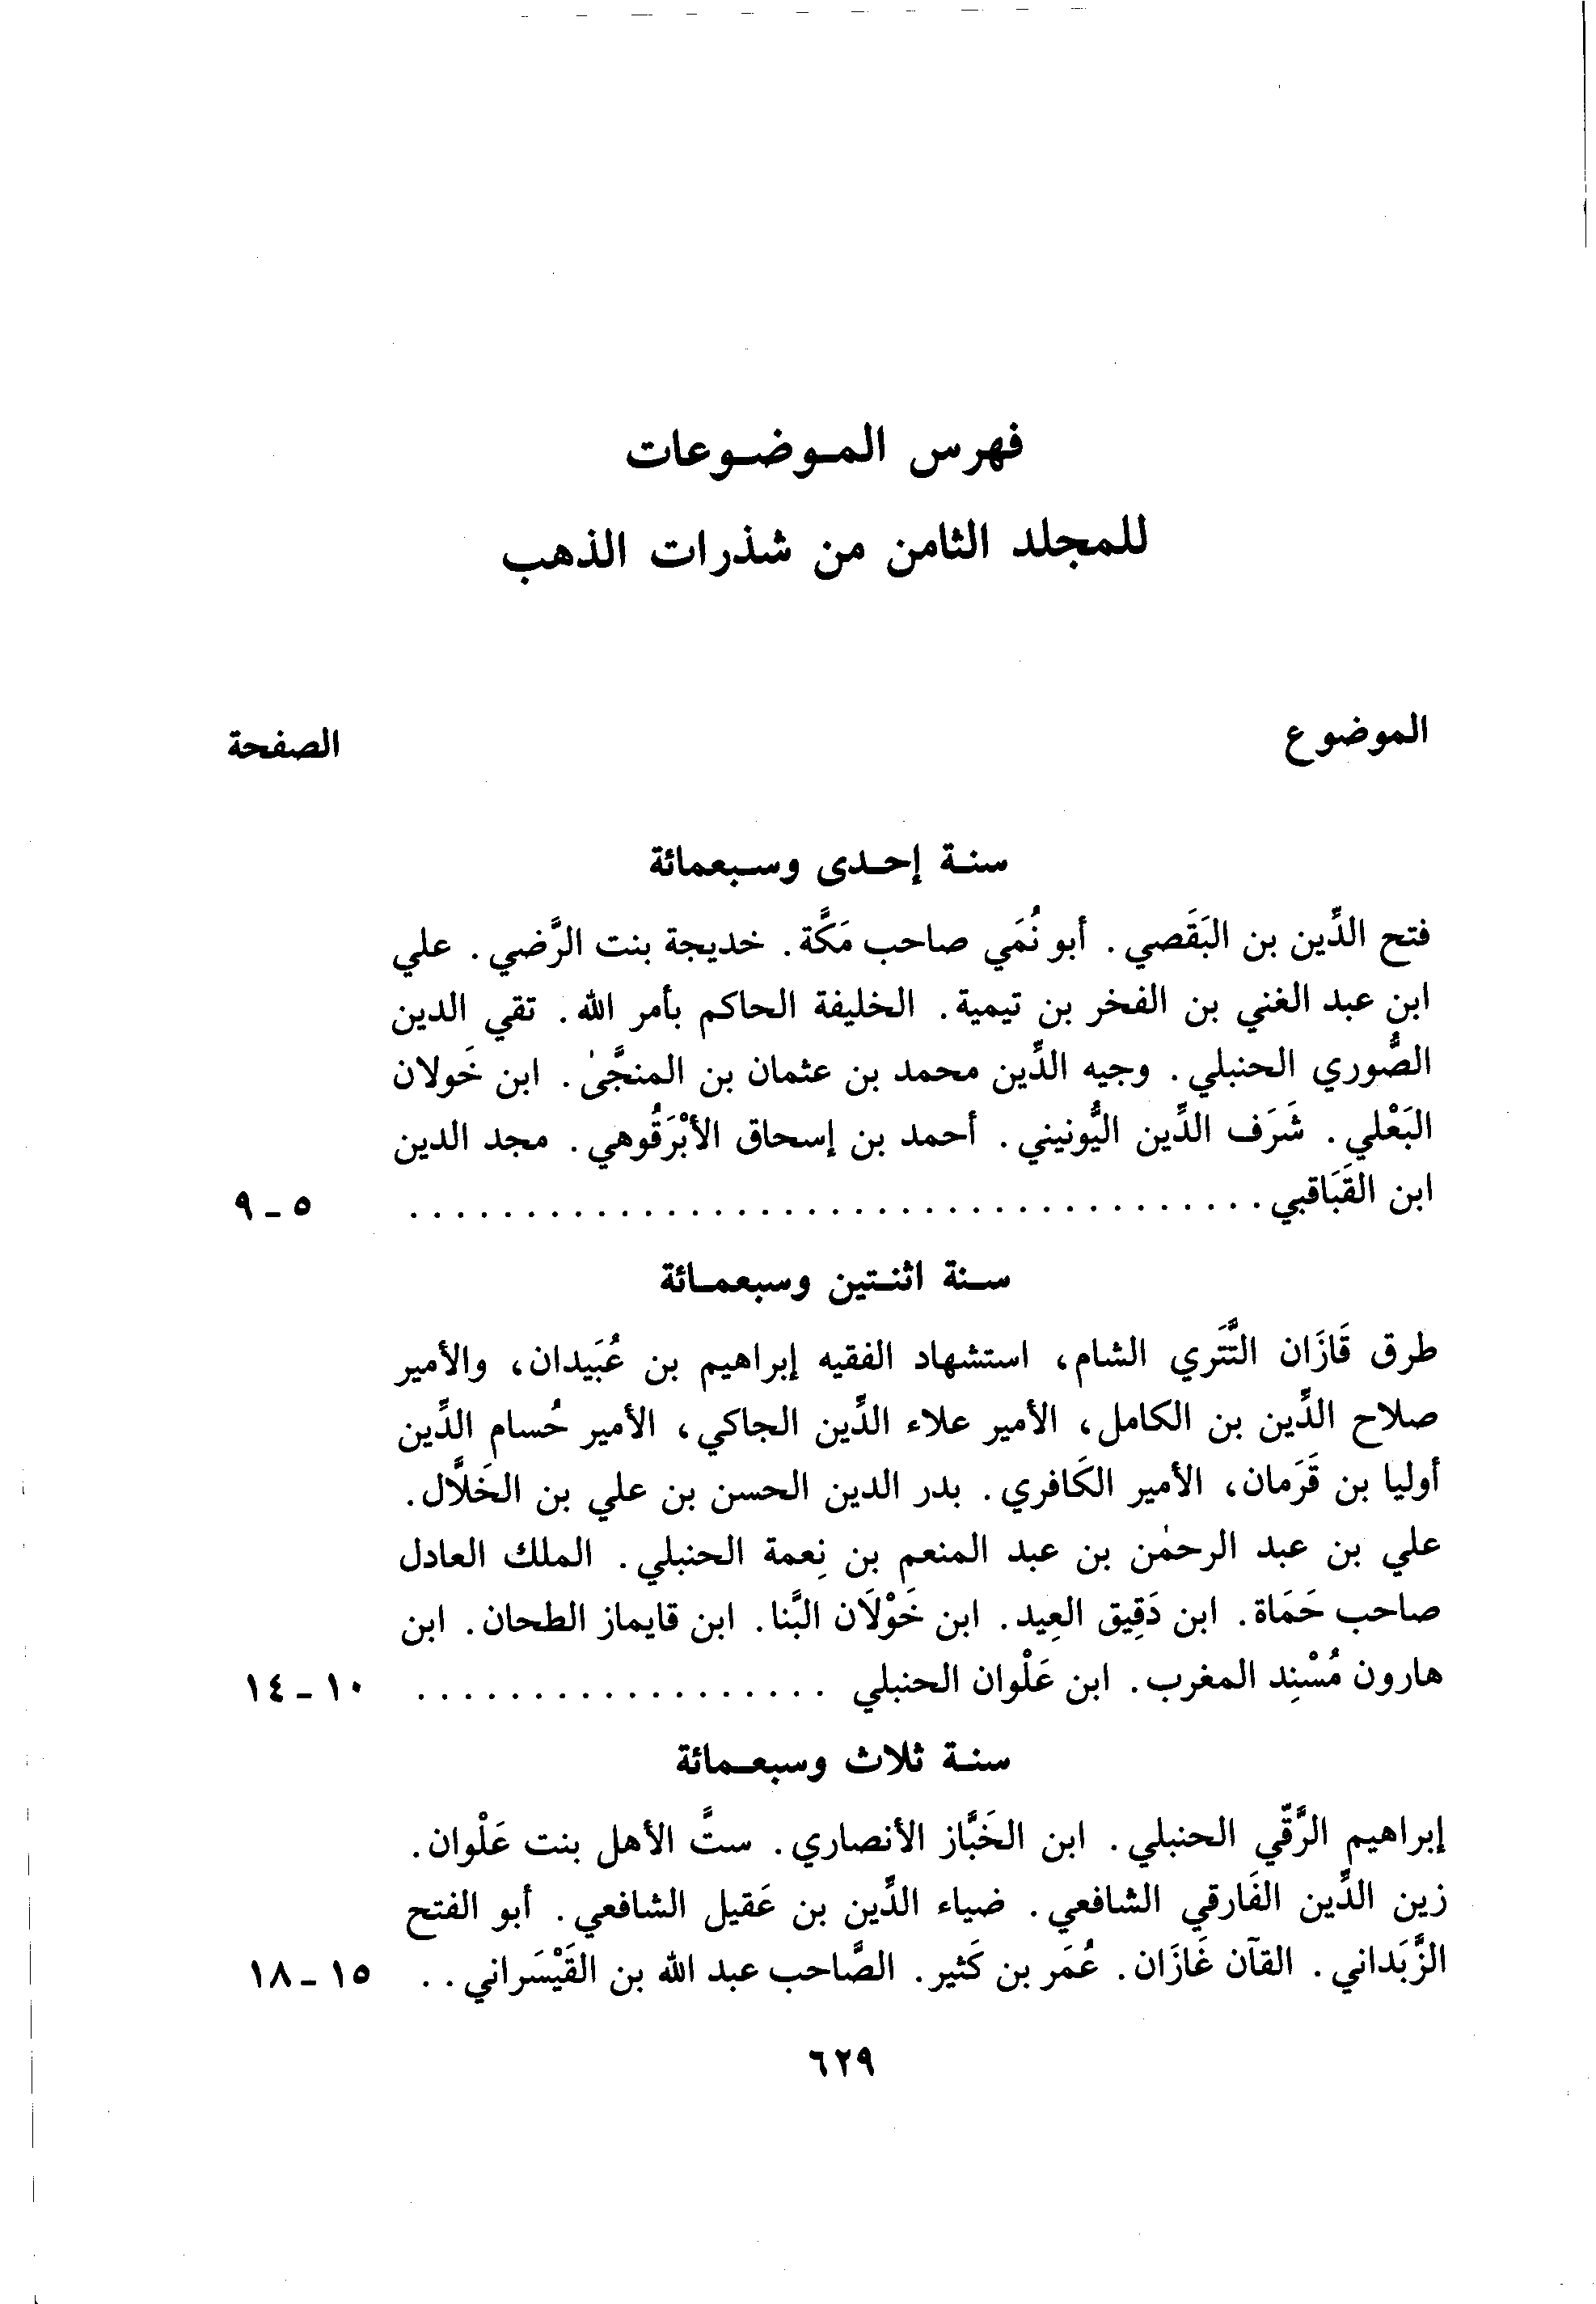 فهرس الموضوعات
للمجلد الثامن من شذرات الذهب
الموضوع الصفحة
سنة إحدى وسبعمائة
فتح الدِّين بن البَقَصي. أبو نُمَي صاحب مَكَّة. خديجة بنت الرَّضي. علي
ابن عبد الغني بن الفخر بن تيمية. الخليفة الحاكم بأمر الله. تقي الدين
الصُّوري الحنبلي. وجيه الدِّين محمد بن عثمان بن المنجَّىٰ. ابن خَولان
البَعْلي. شَرَف الدِّين اليُّونيني. أحمد بن إسحاق الأبْرَقُوهي. مجد الدين
ابن القَبَاقبي . . . . . . . . . . . . . . . . . . . . . . . . . . . . . . . . ٥ ـ ٩
سنة اثنتين وسبعمائة
طرق قَازَان التَّتَري الشام، استشهاد الفقيه إبراهيم بن عُبَيدان، والأمير
صلاح الدِّين بن الكامل، الأمير علاء الدِّين الجاكي، الأمير حُسام الدِّين
أوليا بن قَرَمان، الأمير الكَافري. بدر الدين الحسن بن علي بن الخَلاَّل.
علي بن عبد الرحمٰن بن عبد المنعم بن نِعمة الحنبلي. الملك العادل
صاحب حَمَاة. ابن دَقِيق العِيد. ابن خَوْلَان البَّنا. ابن قايماز الطحان. ابن
هارون مُسْنِد المغرب. ابن عَلْوان الحنبلي . . . . . . . . . . . . . . . . . . ١٠ ـ ١٤
سنة ثلاث وسبعمائة
إبراهيم الرَّقّي الحنبلي. ابن الخَبَّاز الأنصاري. ستَّ الأهل بنت عَلْوان.
زين الدِّين الفَارقي الشافعي. ضياء الدِّين بن عَقيل الشافعي. أبو الفتح
الزَّبَداني. القآن غَازَان. عُمَر بن كَثير. الصَّاحب عبد الله بن القَيْسَراني . . ١٥ ـ ١٨
٦٢٩